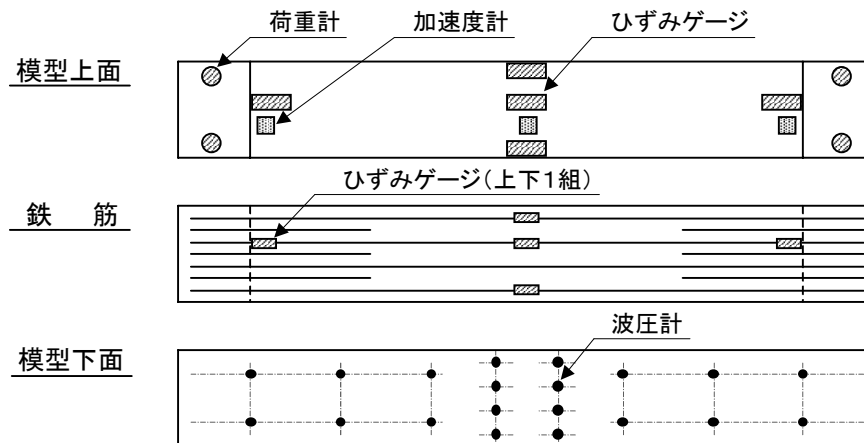 荷重計
加速度計
ひずみゲージ
模型上面
ひずみゲージ(上下1組)
鉄　筋
波圧計
模型下面